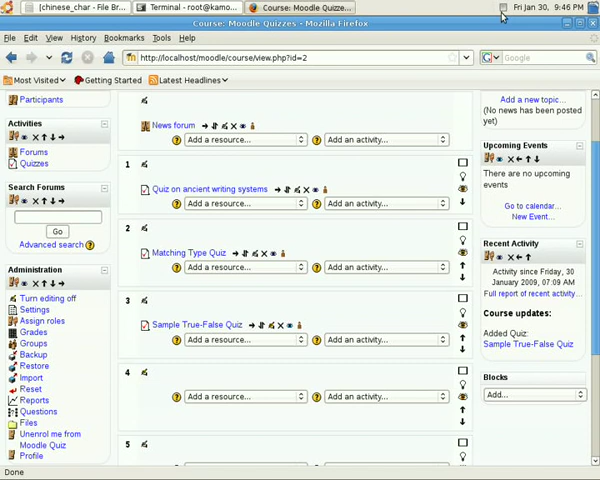 [chinese_char - File Br...
Terminal - root@kamo...
Course: Moodle Quizze...
Fri Jan 30, 9:46 PM
Course: Moodle Quizzes - Mozilla Firefox
File Edit View History Bookmarks Tools Help
http://localhost/moodle/course/view.php?id=2
Google
Most Visited
Getting Started
Latest Headlines
Participants
Activities
Forums
Quizzes
Search Forums
Go
Advanced search
Administration
Turn editing off
Settings
Assign roles
Grades
Groups
Backup
Restore
Import
Reset
Reports
Questions
Files
Unenrol me from
Moodle Quiz
Profile
News forum
Add a resource...
Add an activity...
1
Quiz on ancient writing systems
Add a resource...
Add an activity...
2
Matching Type Quiz
Add a resource...
Add an activity...
3
Sample True-False Quiz
Add a resource...
Add an activity...
4
Add a resource...
Add an activity...
5
Add a new topic...
(No news has been posted
yet)
Upcoming Events
There are no upcoming
events
Go to calendar...
New Event...
Recent Activity
Activity since Friday, 30
January 2009, 07:09 AM
Full report of recent activity...
Course updates:
Added Quiz:
Sample True-False Quiz
Blocks
Add...
Done